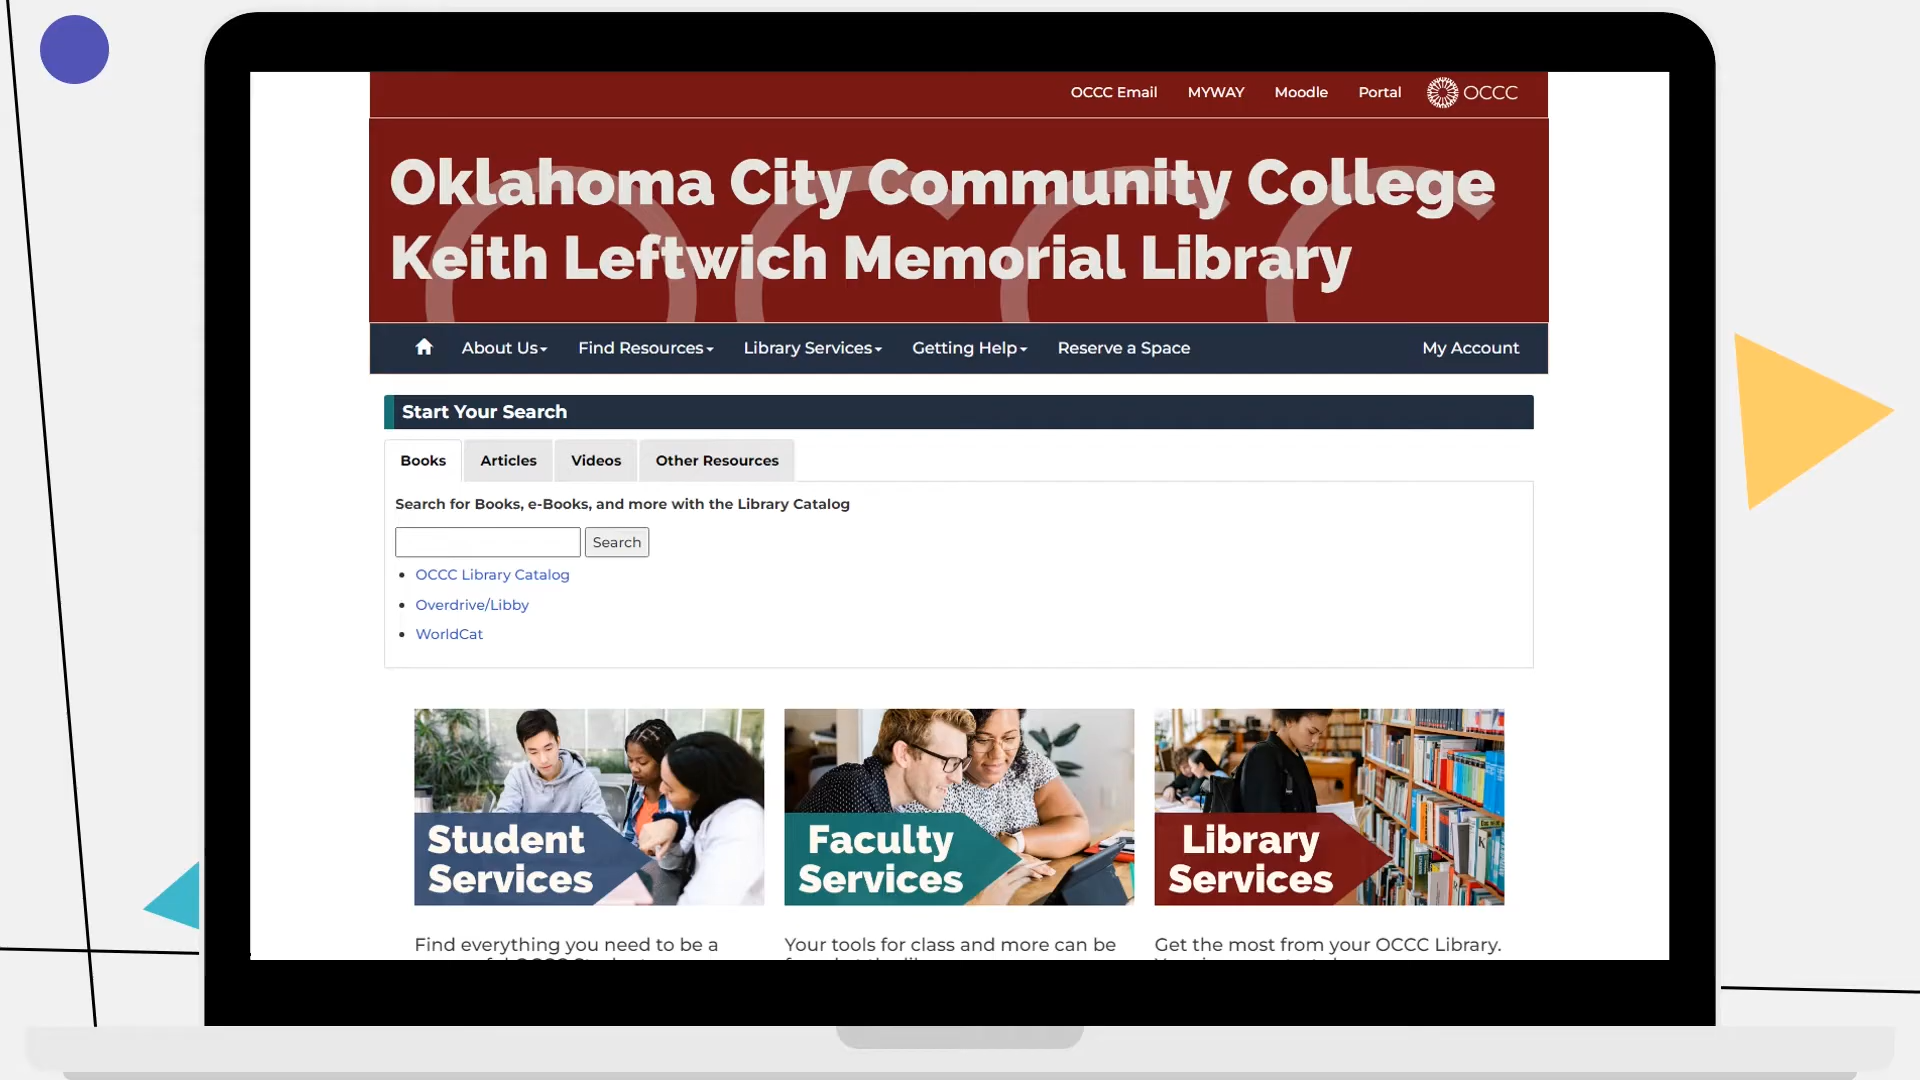 OCCC Email MYWAY Moodle Portal OCCC
Oklahoma City Community College
Keith Leftwich Memorial Library
About Us Find Resources Library Services Getting Help Reserve a Space My Account
Start Your Search
Books Articles Videos Other Resources
Search for Books, e-Books, and more with the Library Catalog
Search
OCCC Library Catalog
Overdrive/Libby
WorldCat
Student
Services
Faculty
Services
Library
Services
Find everything you need to be a
Your tools for class and more can be
Get the most from your OCCC Library.